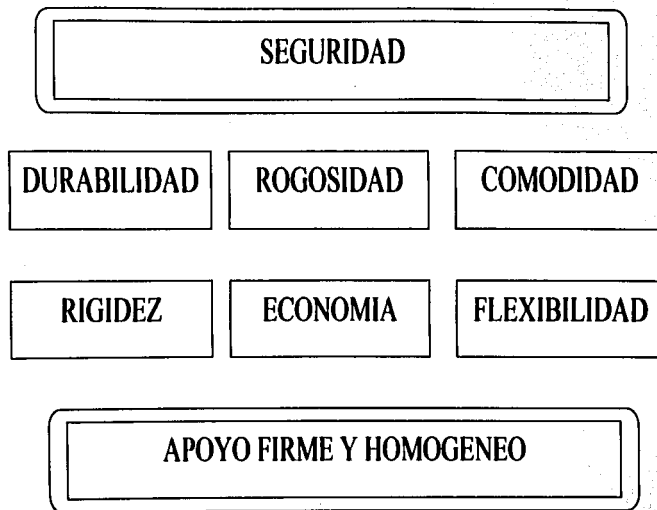 SEGURIDAD
DURABILIDAD ROGOSIDAD COMODIDAD
RIGIDEZ ECONOMIA FLEXIBILIDAD
APOYO FIRME Y HOMOGENEO